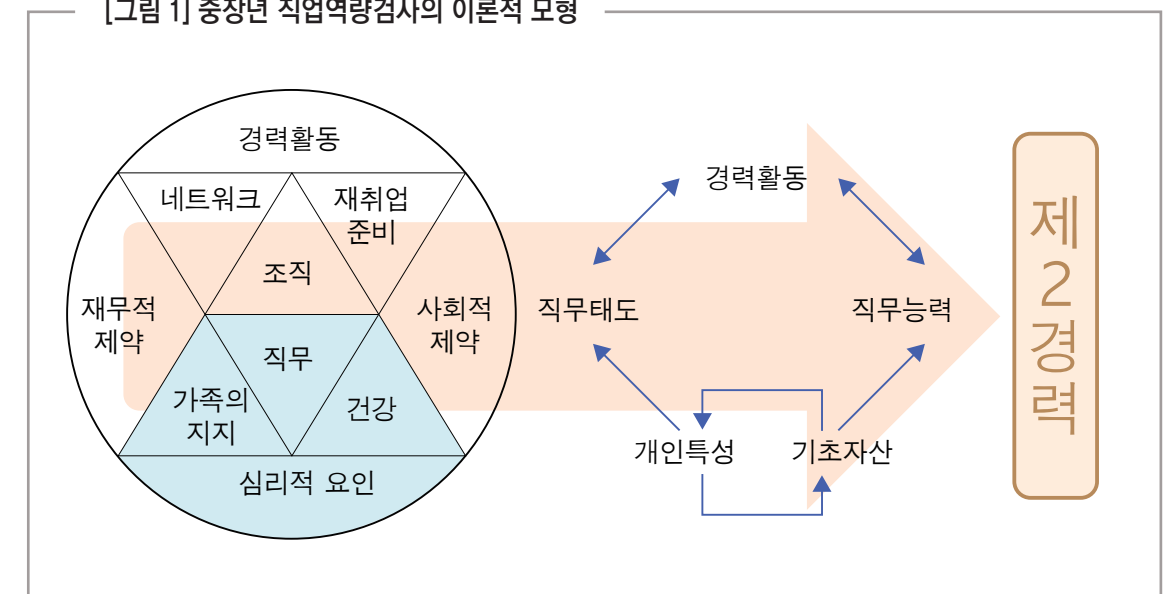 [그림 1] 중장년 직업역량검사의 이론적 모형
경력활동
네트워크
재취업
준비
조직
재무적
제약
사회적
제약
직무
가족의
지지
건강
심리적 요인
경력활동
직무태도
직무능력
개인특성
기초자산
제
2
경
력